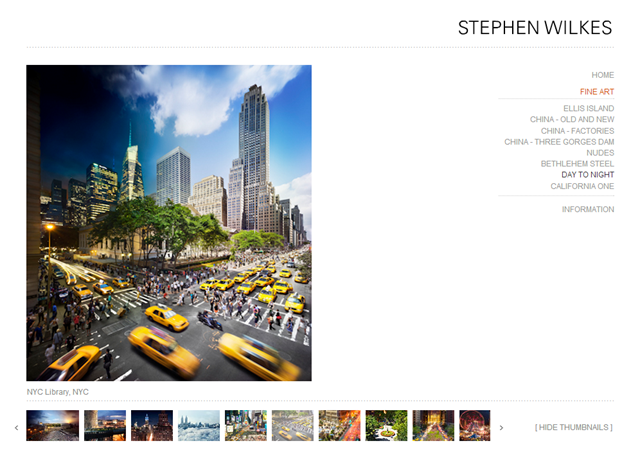 STEPHEN WILKES
HOME
FINE ART
ELLIS ISLAND
CHINA - OLD AND NEW
CHINA - FACTORIES
CHINA - THREE GORGES DAM
NUDES
BETHLEHEM STEEL
DAY TO NIGHT
CALIFORNIA ONE
INFORMATION
NYC Library, NYC
[ HIDE THUMBNAILS ]